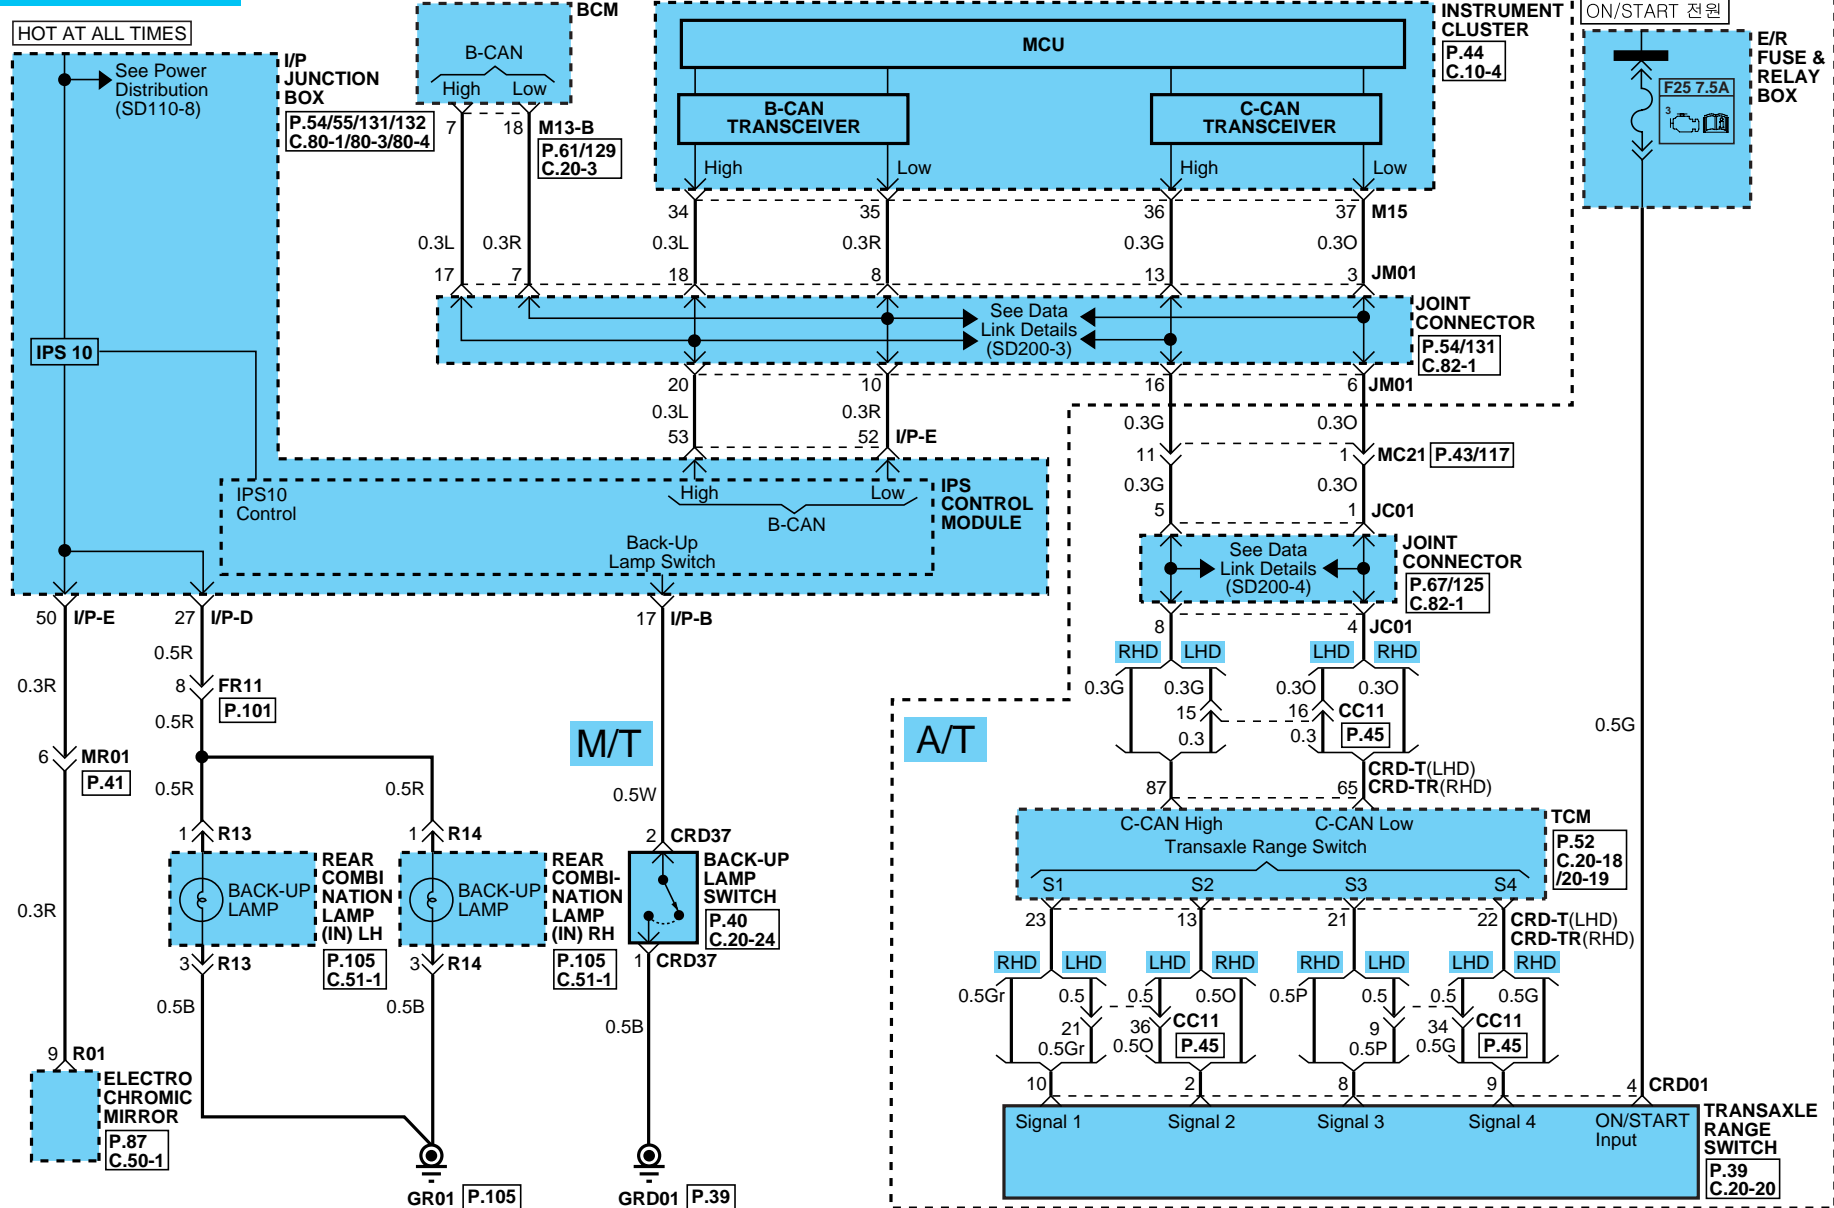 HOT AT ALL TIMES
See Power
Distribution
(SD110-8)
I/P
JUNCTION
BOX
P.54/55/131/132
C.80-1/80-3/80-4
BCM
B-CAN
High Low
7 18 M13-B
P.61/129
C.20-3
INSTRUMENT
CLUSTER
P.44
C.10-4
MCU
B-CAN
TRANSCEIVER
C-CAN
TRANSCEIVER
High Low High Low
34 35 36 37 M15
ON/START 전원
E/R
FUSE &
RELAY
BOX
F25 7.5A
3
0.3L 0.3R 0.3L 0.3R 0.3G 0.3O
17 7 18 8 13 3 JM01
See Data
Link Details
(SD200-3)
JOINT
CONNECTOR
P.54/131
C.82-1
20 10 16 6 JM01
0.3L 0.3R 0.3G 0.3O
53 52 I/P-E
11 1 MC21 P.43/117
0.3G 0.3O
5 1 JC01
IPS 10
IPS10
Control
High Low
B-CAN
IPS
CONTROL
MODULE
Back-Up
Lamp Switch
See Data
Link Details
(SD200-4)
JOINT
CONNECTOR
P.67/125
C.82-1
50 I/P-E 27 I/P-D 17 I/P-B
8 4 JC01
RHD LHD LHD RHD
0.3G 0.3G 0.3O 0.3O
15 16 CC11
P.45
0.3 0.3
0.5R
0.3R 8 FR11
P.101
0.5R
M/T
A/T
0.5G
6 MR01
P.41
0.5R 0.5R 0.5W
CRD-T(LHD)
87 65 CRD-TR(RHD)
1 R13 1 R14 2 CRD37
BACK-UP
LAMP
REAR
COMBI
NATION
LAMP
(IN) LH
P.105
C.51-1
BACK-UP
LAMP
REAR
COMBI-
NATION
LAMP
(IN) RH
P.105
C.51-1
BACK-UP
LAMP
SWITCH
P.40
C.20-24
C-CAN High C-CAN Low
Transaxle Range Switch
S1 S2 S3 S4
TCM
P.52
C.20-18
/20-19
23 13 21 22 CRD-T(LHD)
CRD-TR(RHD)
0.3R
3 R13 3 R14 1 CRD37
0.5B 0.5B 0.5B
RHD LHD LHD RHD RHD LHD LHD RHD
0.5Gr 0.5 0.5 0.5O 0.5P 0.5 0.5 0.5G
21 36 CC11 9 34 CC11
0.5Gr 0.5O P.45 0.5P 0.5G P.45
10 2 8 9 4 CRD01
9 R01
ELECTRO
CHROMIC
MIRROR
P.87
C.50-1
Signal 1 Signal 2 Signal 3 Signal 4 ON/START
Input
TRANSAXLE
RANGE
SWITCH
P.39
C.20-20
GR01 P.105 GRD01 P.39